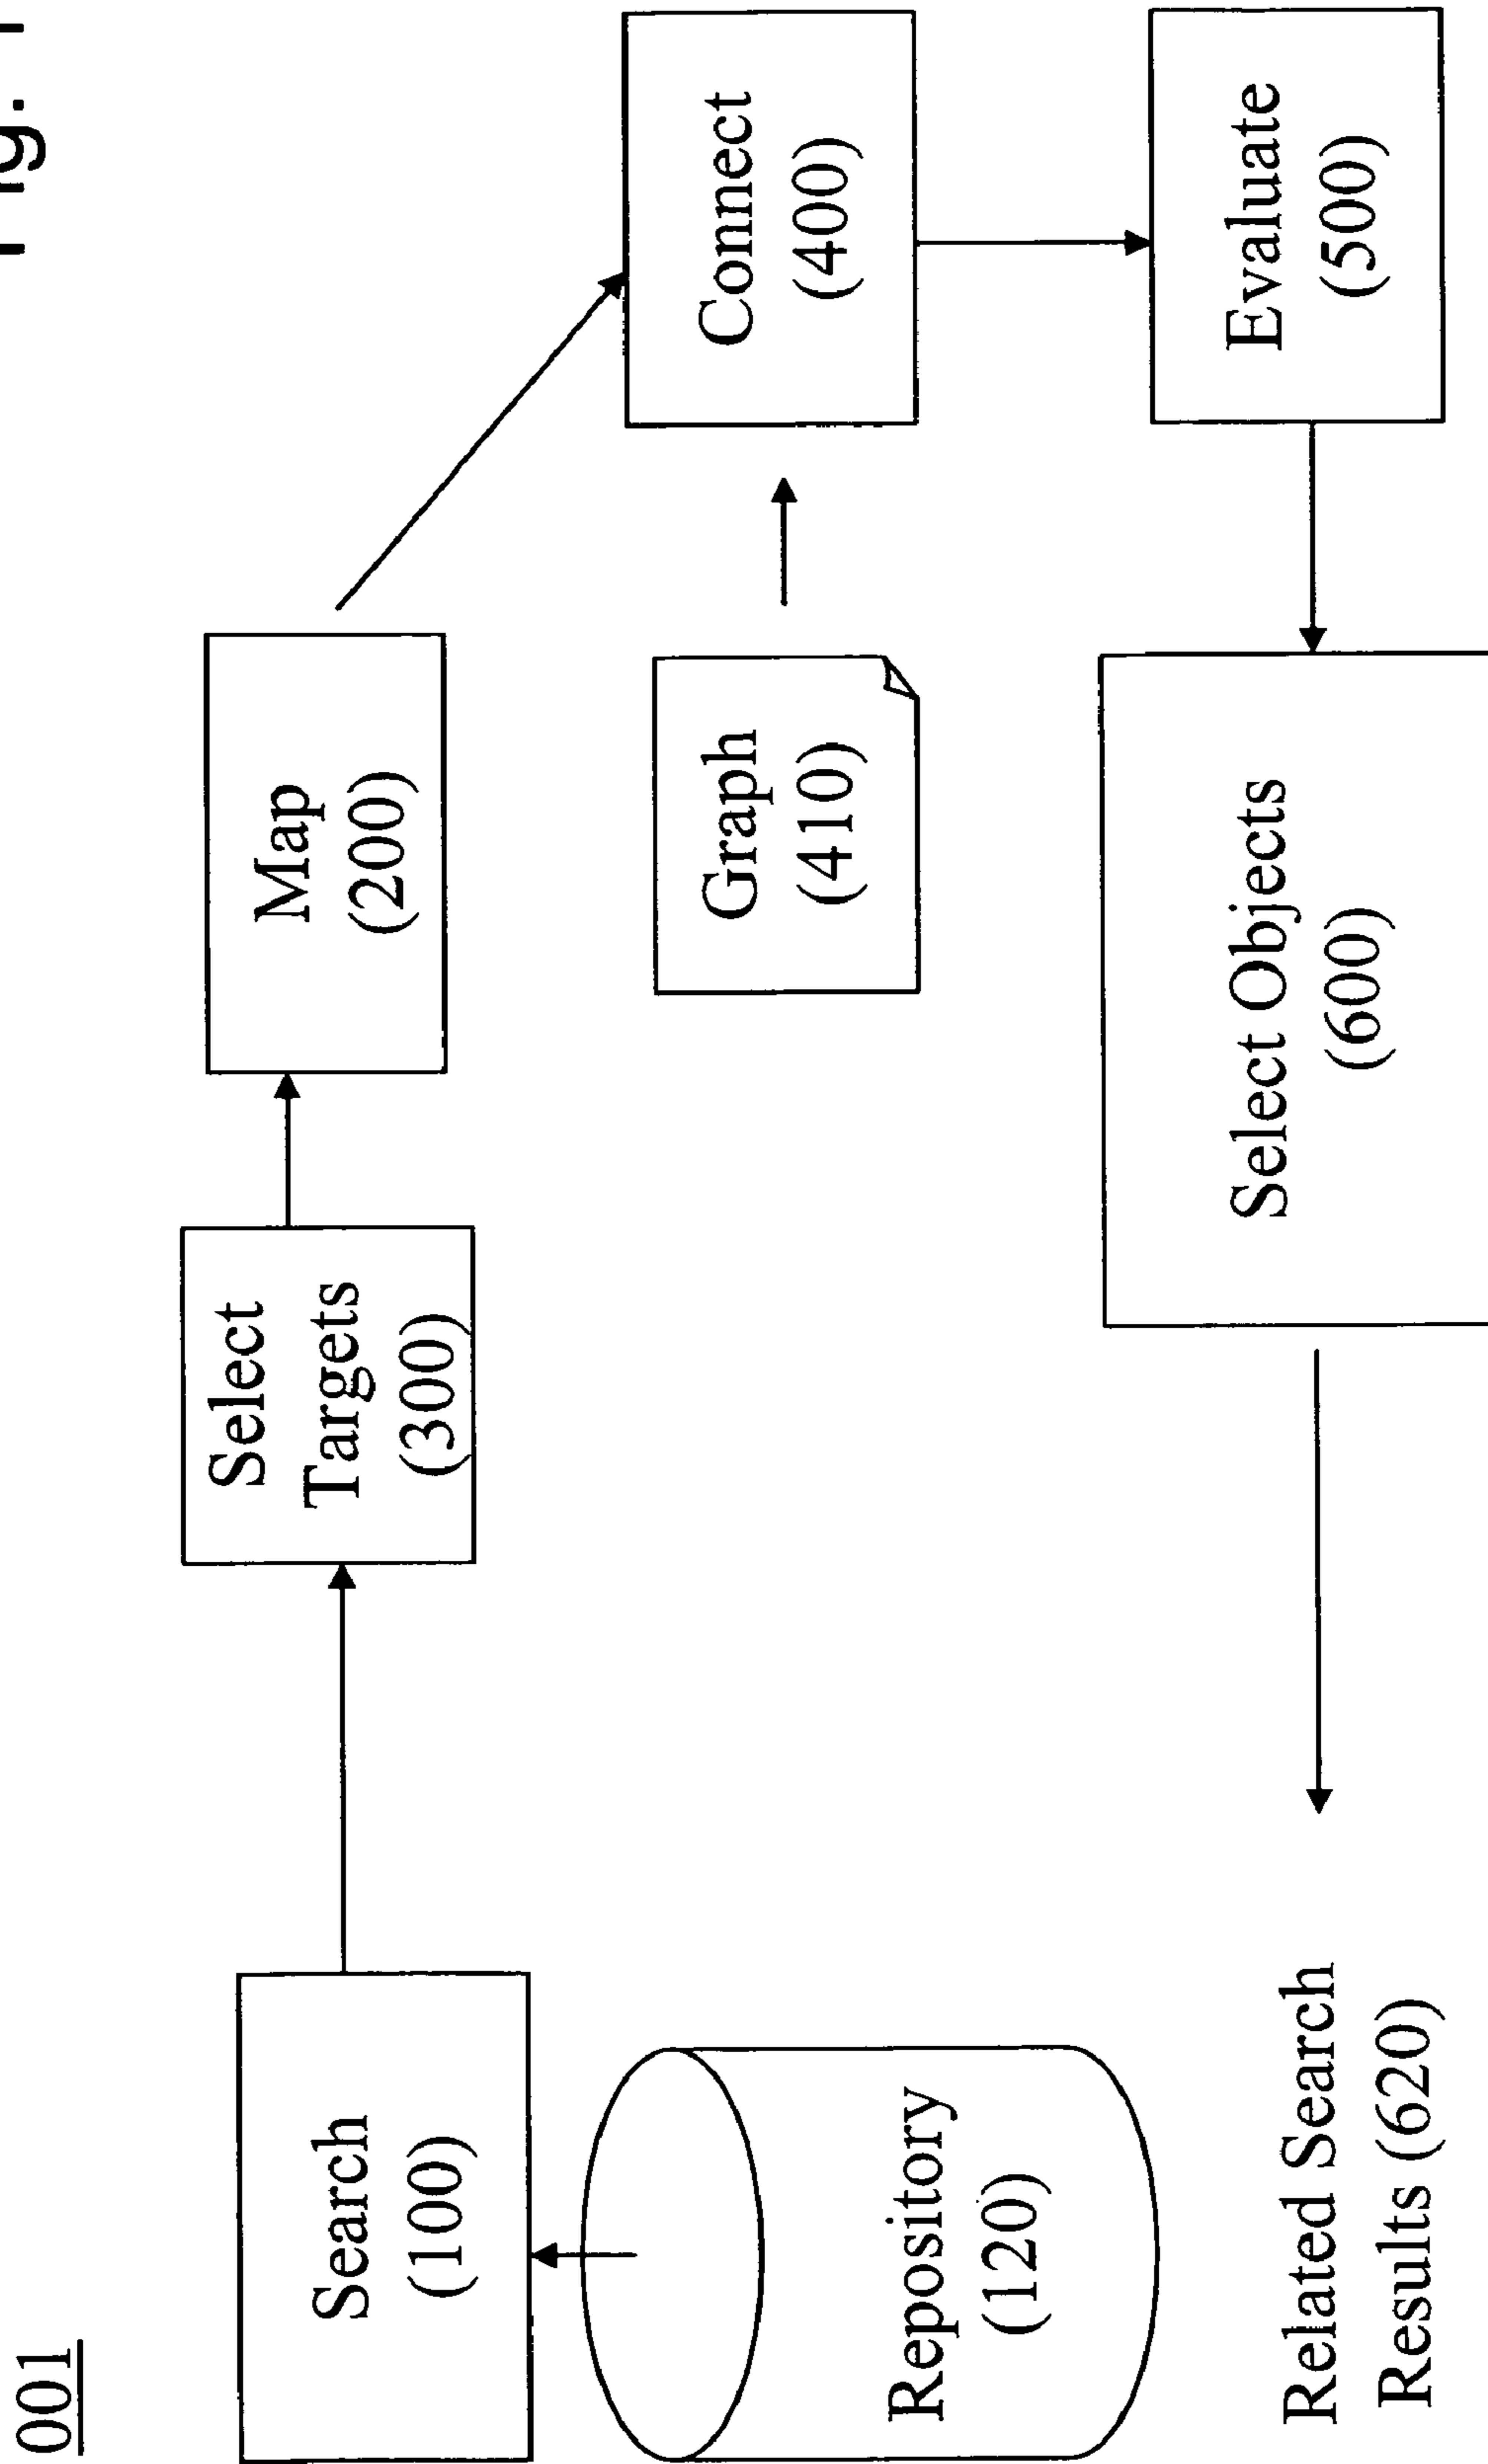 001
Fig. 1
Search
(100)
Select
Targets
(300)
Map
(200)
Repository
(120)
Graph
(410)
Connect
(400)
Related Search
Results (620)
Select Objects
(600)
Evaluate
(500)